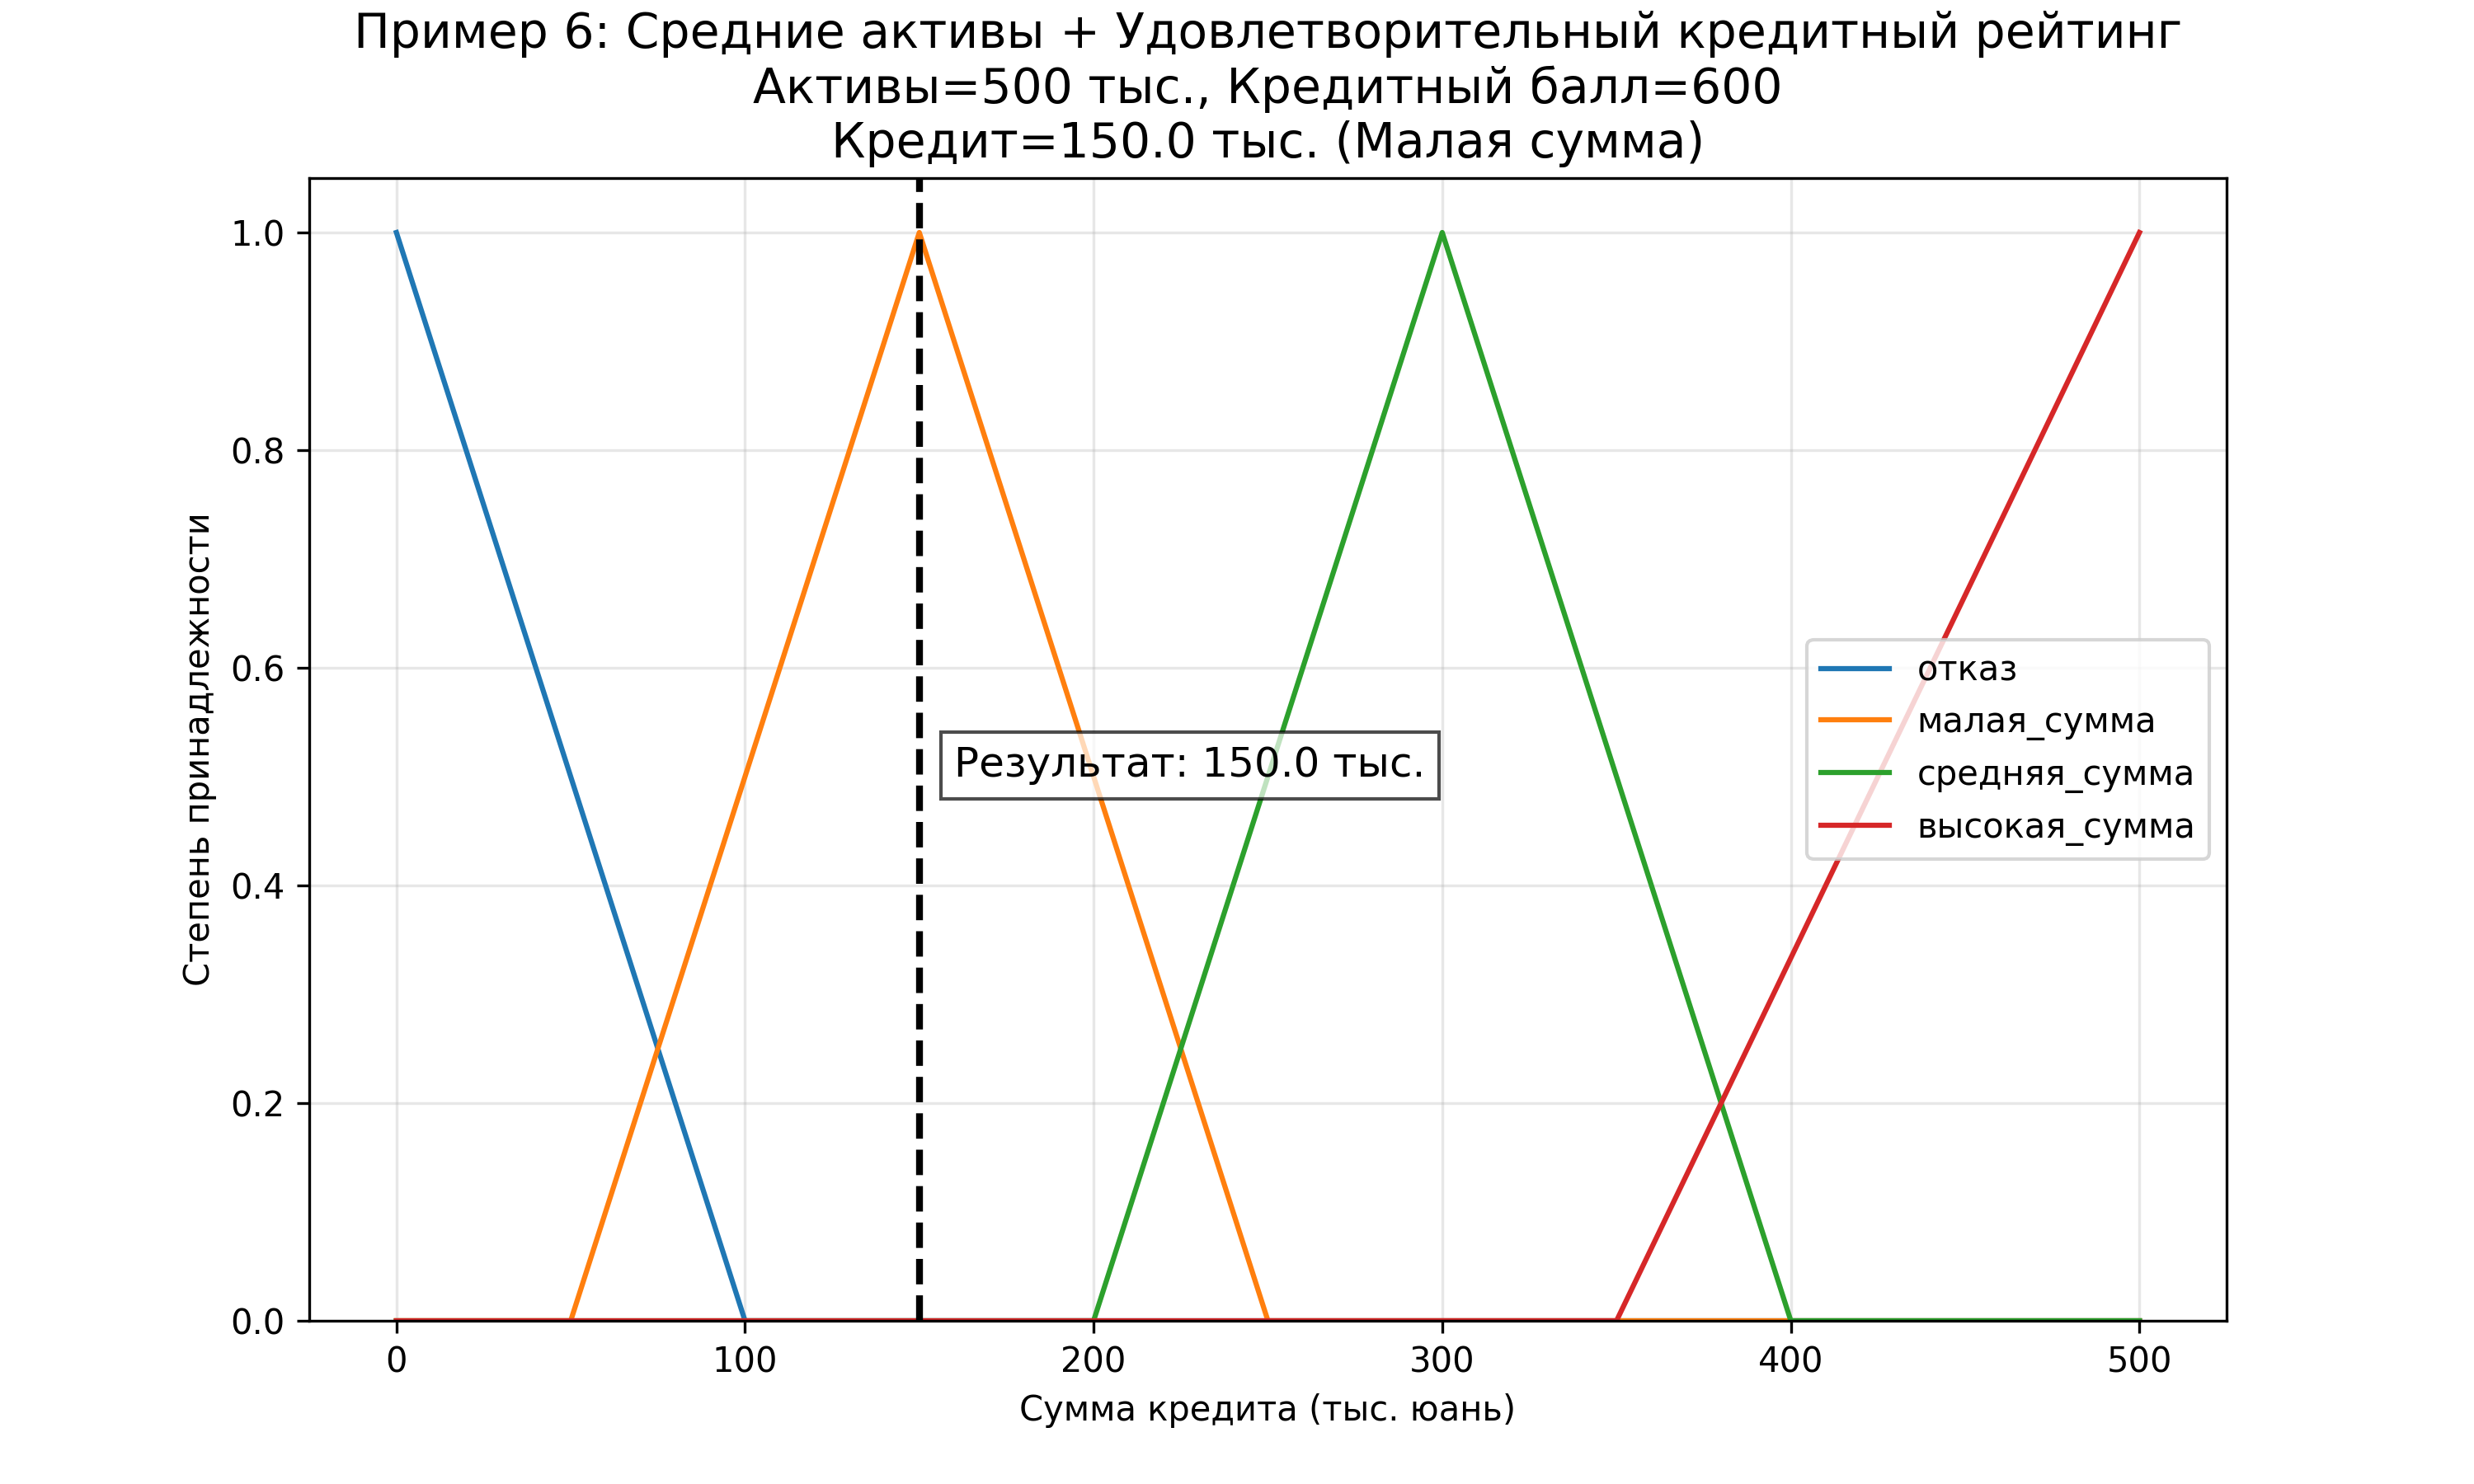 Пример 6: Средние активы + Удовлетворительный кредитный рейтинг
Активы=500 тыс., Кредитный балл=600
Кредит=150.0 тыс. (Малая сумма)
Степень принадлежности
1.0
0.8
0.6
0.4
0.2
0.0
Результат: 150.0 тыс.
отказ
малая_сумма
средняя_сумма
высокая_сумма
0 100 200 300 400 500
Сумма кредита (тыс. юань)